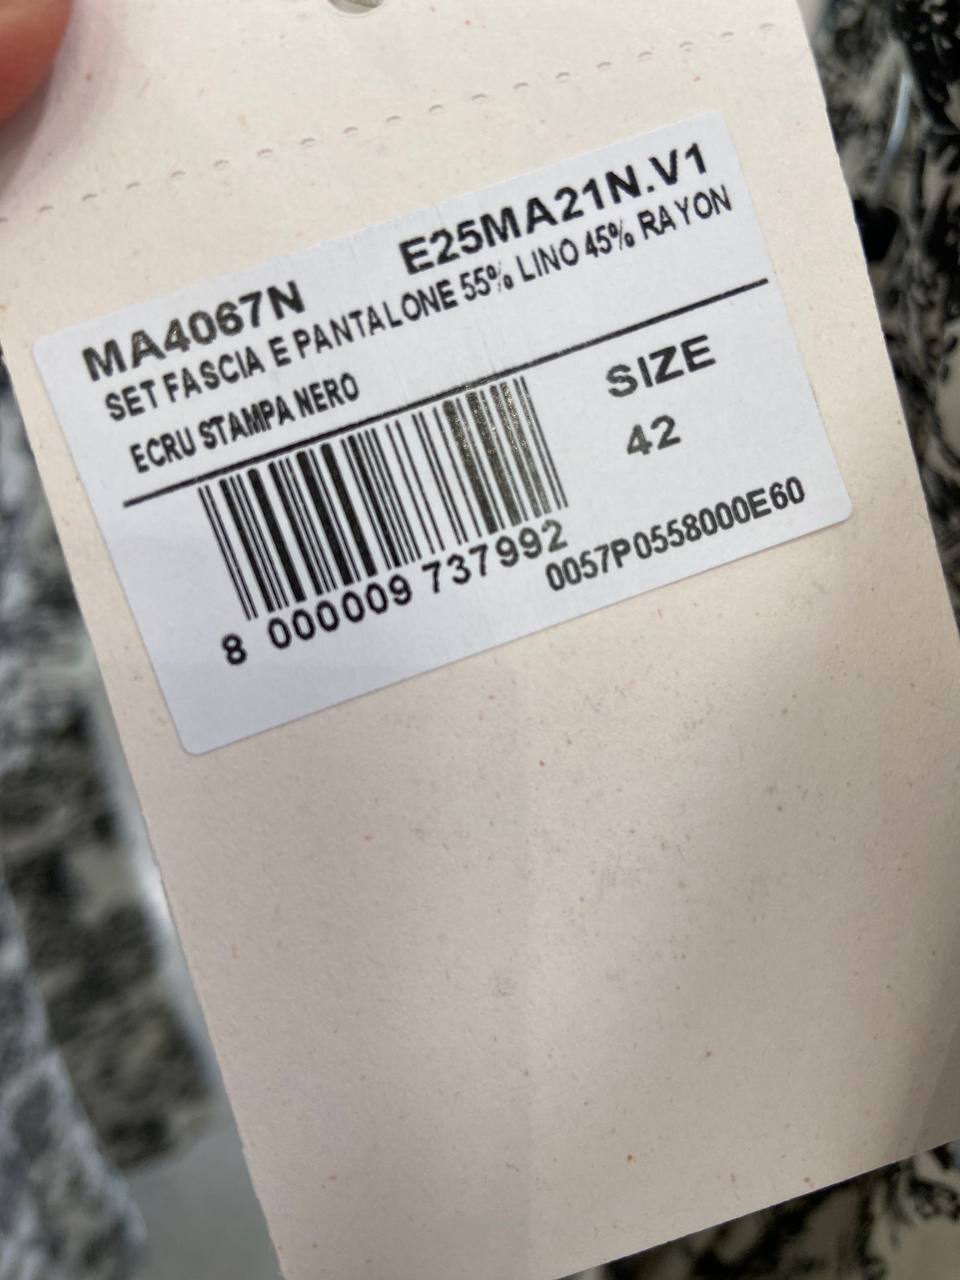 MA4067N E25MA21N.V1
SET FASCIA E PANTALONE 55% LINO 45% RAYON
ECRU STAMPA NERO
SIZE
42
8 000009 737992
0057P0558000E60